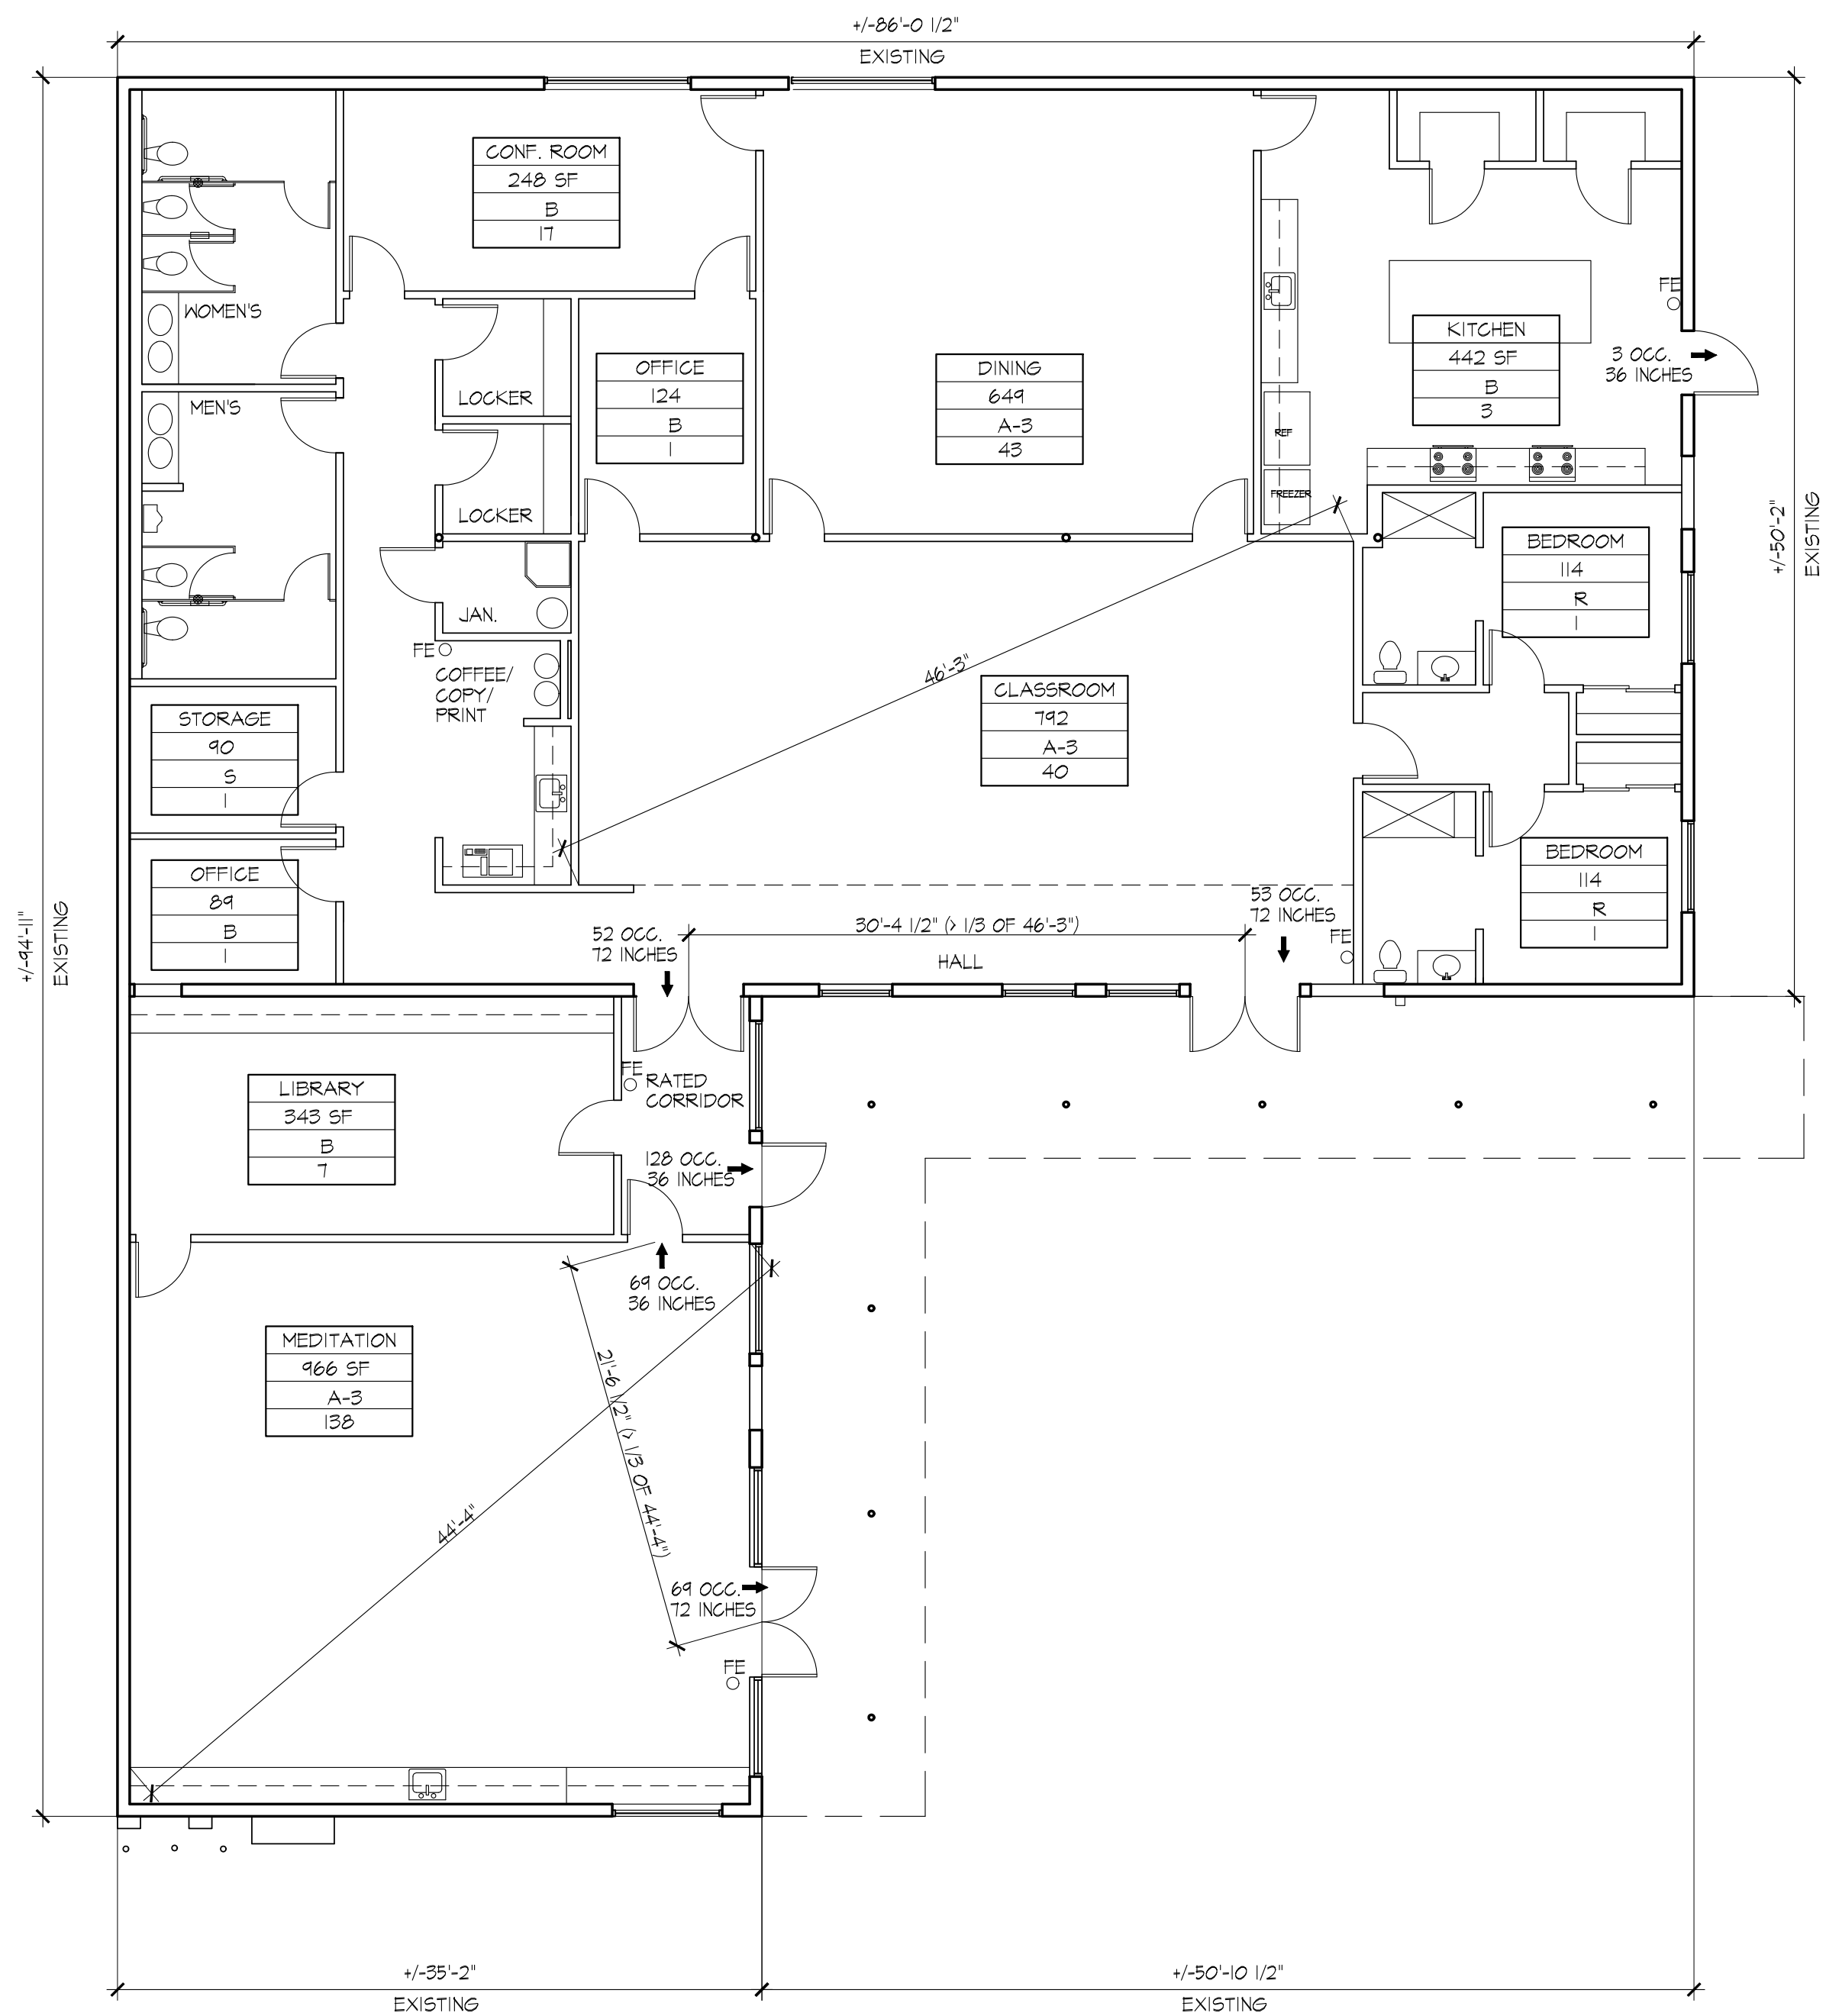 +/-86'-0 1/2"
EXISTING
CONF. ROOM
248 SF
B
17
WOMEN'S
FE
KITCHEN
442 SF
B
3
3 OCC.
36 INCHES
OFFICE
124
B
1
DINING
649
A-3
43
LOCKER
MEN'S
REF
FREEZER
LOCKER
+/-50'-2"
EXISTING
BEDROOM
114
R
1
JAN.
FE
COFFEE/
COPY/
PRINT
46'-3"
CLASSROOM
792
A-3
40
STORAGE
90
S
1
OFFICE
89
B
1
BEDROOM
114
R
1
+/-94'-11"
EXISTING
53 OCC.
72 INCHES
30'-4 1/2" (> 1/3 OF 46'-3")
52 OCC.
72 INCHES
FE
HALL
FE
RATED
CORRIDOR
LIBRARY
343 SF
B
7
128 OCC.
36 INCHES
69 OCC.
36 INCHES
MEDITATION
966 SF
A-3
138
21'-6 1/2" (> 1/3 OF 44'-4")
44'-4"
69 OCC.
72 INCHES
FE
+/-35'-2"
EXISTING
+/-50'-10 1/2"
EXISTING